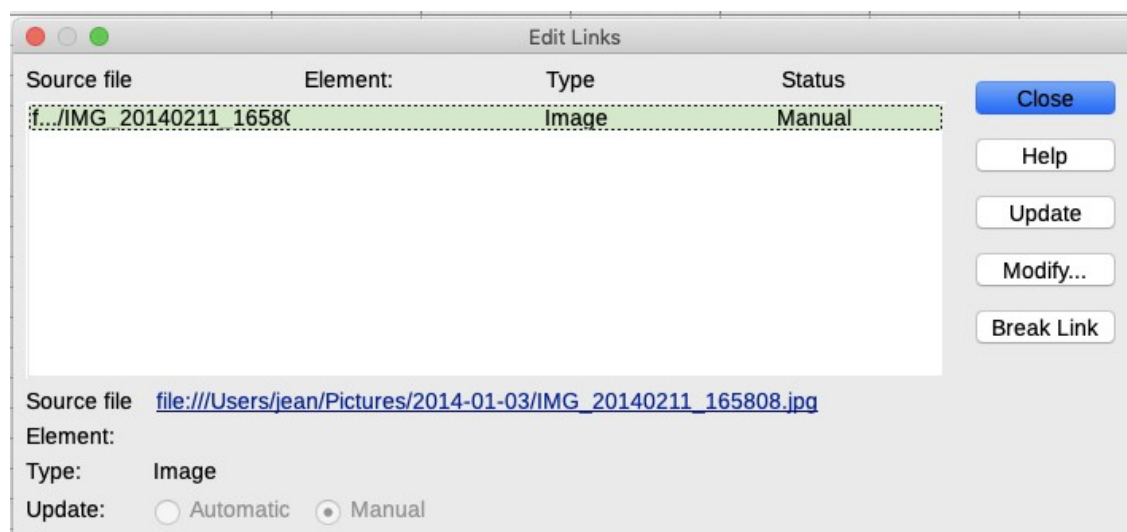 Edit Links
Source file Element: Type Status
f.../IMG_20140211_1658( Image Manual
Close
Help
Update
Modify...
Break Link
Source file file:///Users/jean/Pictures/2014-01-03/IMG_20140211_165808.jpg
Element:
Type: Image
Update: Automatic Manual